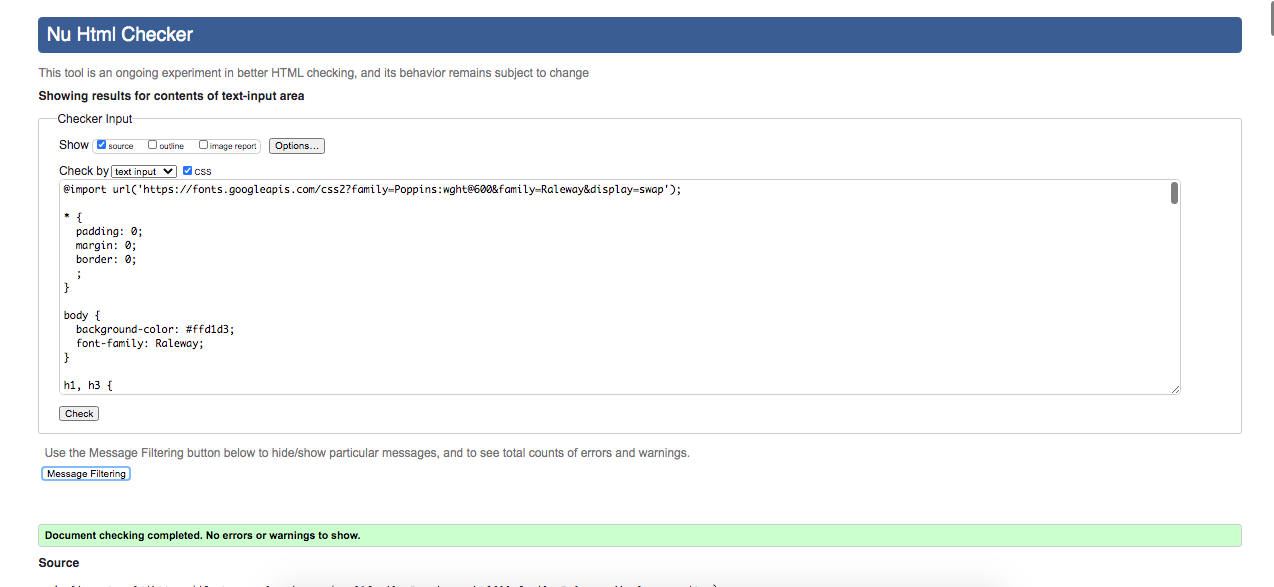 Nu Html Checker
This tool is an ongoing experiment in better HTML checking, and its behavior remains subject to change
Showing results for contents of text-input area
Checker Input
Show source outline image report Options...
Check by text input css
@import url('https://fonts.googleapis.com/css2?family=Poppins:wght@600&family=Raleway&display=swap');
* {
padding: 0;
margin: 0;
border: 0;
;
}
body {
background-color: #ffd1d3;
font-family: Raleway;
}
h1, h3 {
Check
Use the Message Filtering button below to hide/show particular messages, and to see total counts of errors and warnings.
Message Filtering
Document checking completed. No errors or warnings to show.
Source